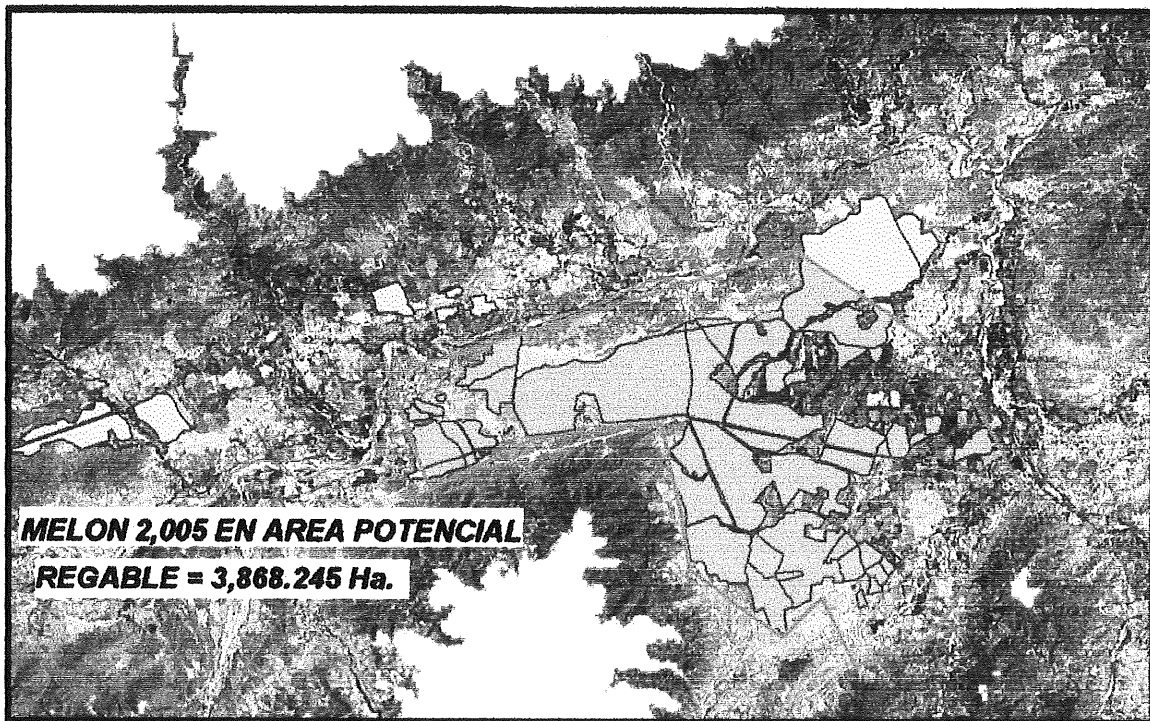 MELON 2,005 EN AREA POTENCIAL
REGABLE = 3,868.245 Ha.